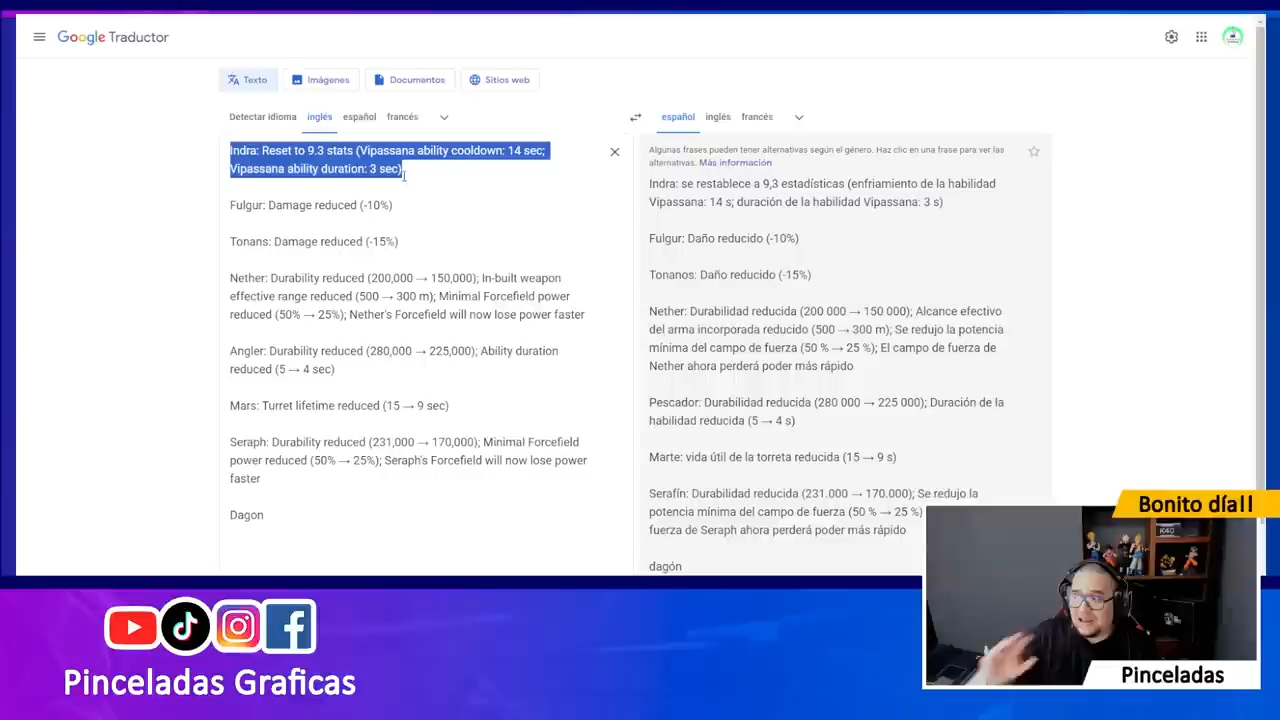 Google Traductor
Texto
Imágenes
Documentos
Sitios web
Detectar idioma
inglés
español
francés
español
inglés
francés
Indra: Reset to 9.3 stats (Vipassana ability cooldown: 14 sec;
Vipassana ability duration: 3 sec)
Fulgur: Damage reduced (-10%)
Tonans: Damage reduced (-15%)
Nether: Durability reduced (200,000 → 150,000); In-built weapon
effective range reduced (500 → 300 m); Minimal Forcefield power
reduced (50% → 25%); Nether's Forcefield will now lose power faster
Angler: Durability reduced (280,000 → 225,000); Ability duration
reduced (5 → 4 sec)
Mars: Turret lifetime reduced (15 → 9 sec)
Seraph: Durability reduced (231,000 → 170,000); Minimal Forcefield
power reduced (50% → 25%); Seraph's Forcefield will now lose power
faster
Dagon
Algunas frases pueden tener alternativas según el género. Haz clic en una frase para ver las
alternativas. Más información
Indra: se restablece a 9,3 estadísticas (enfriamiento de la habilidad
Vipassana: 14 s; duración de la habilidad Vipassana: 3 s)
Fulgur: Daño reducido (-10%)
Tonanos: Daño reducido (-15%)
Nether: Durabilidad reducida (200 000 → 150 000); Alcance efectivo
del arma incorporada reducido (500 → 300 m); Se redujo la potencia
mínima del campo de fuerza (50 % → 25 %); El campo de fuerza de
Nether ahora perderá poder más rápido
Pescador: Durabilidad reducida (280 000 → 225 000); Duración de la
habilidad reducida (5 → 4 s)
Marte: vida útil de la torreta reducida (15 → 9 s)
Serafín: Durabilidad reducida (231.000 → 170.000); Se redujo la
potencia mínima del campo de fuerza (50 % → 25 %)
fuerza de Seraph ahora perderá poder más rápido
dagón
Bonito día!!
K40
Pinceladas
Pinceladas Graficas